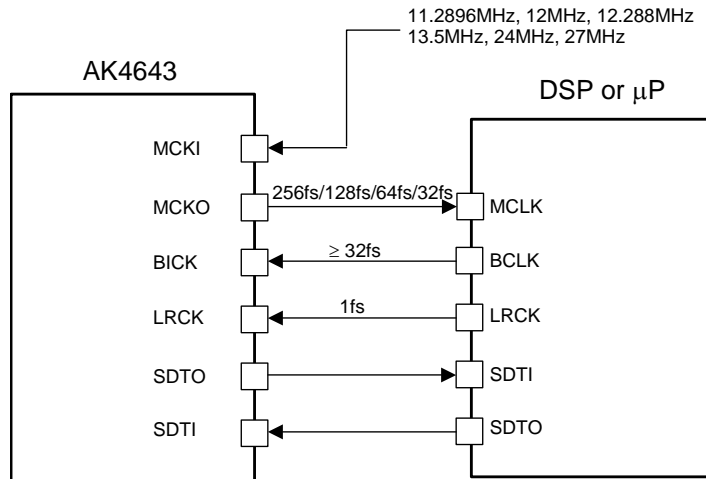 11.2896MHz, 12MHz, 12.288MHz
13.5MHz, 24MHz, 27MHz
AK4643
DSP or μP
MCKI
MCKO
256fs/128fs/64fs/32fs
MCLK
BICK
≥ 32fs
BCLK
LRCK
1fs
LRCK
SDTO
SDTI
SDTI
SDTO